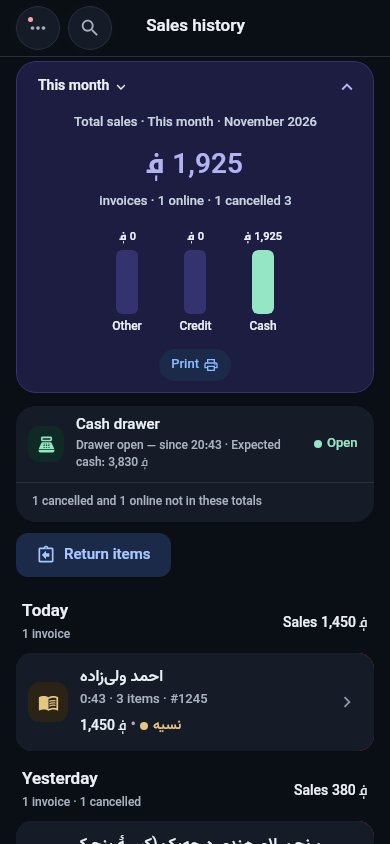 Sales history
This month
Total sales · This month · November 2026
؋ 1,925
invoices · 1 online · 1 cancelled 3
؋ 0
؋ 0
؋ 1,925
Other
Credit
Cash
Print
Cash drawer
Drawer open — since 20:43 · Expected
cash: 3,830 ؋
Open
1 cancelled and 1 online not in these totals
Return items
Today
Sales 1,450 ؋
1 invoice
احمد ولی‌زاده
0:43 · 3 items · #1245
1,450 ؋ • نسیه
Yesterday
Sales 380 ؋
1 invoice · 1 cancelled